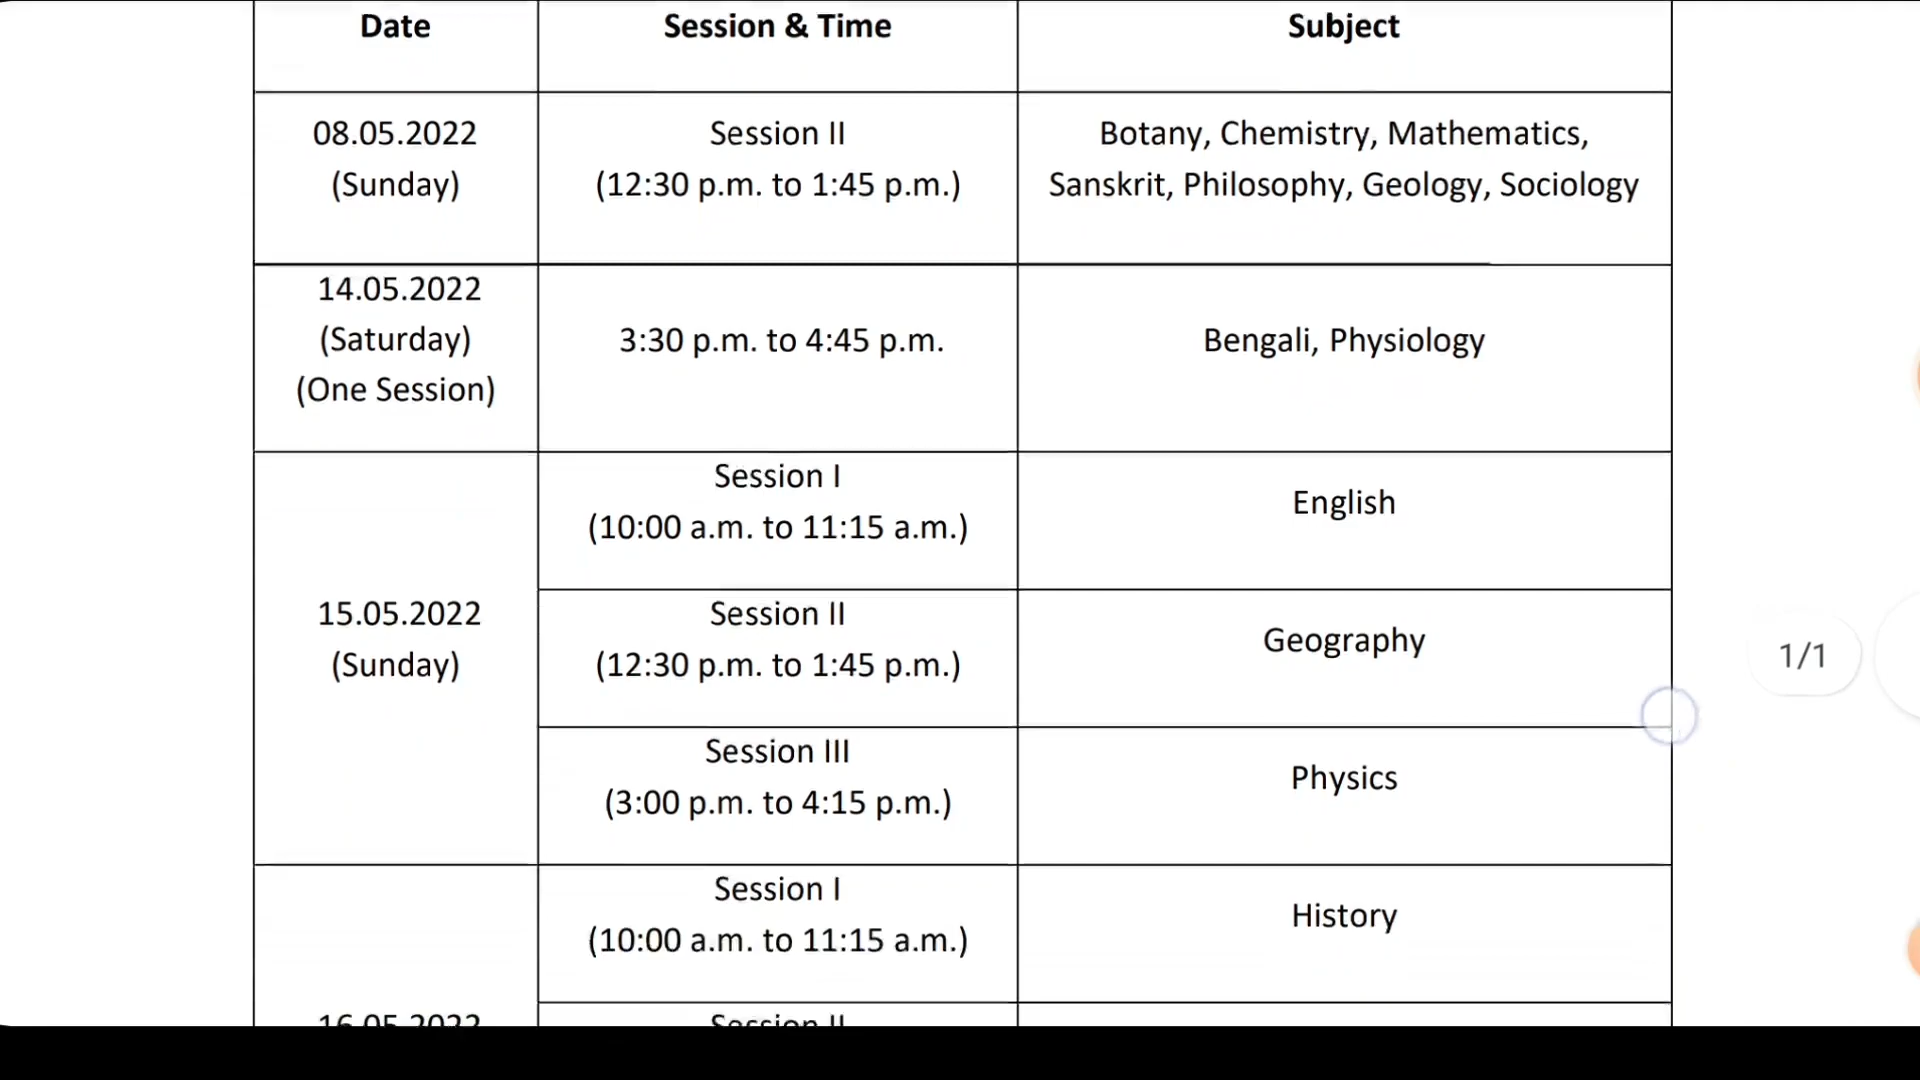 Date Session & Time Subject
08.05.2022
(Sunday)
Session II
(12:30 p.m. to 1:45 p.m.)
Botany, Chemistry, Mathematics,
Sanskrit, Philosophy, Geology, Sociology
14.05.2022
(Saturday)
(One Session)
3:30 p.m. to 4:45 p.m.
Bengali, Physiology
15.05.2022
(Sunday)
Session I
(10:00 a.m. to 11:15 a.m.)
English
Session II
(12:30 p.m. to 1:45 p.m.)
Geography
Session III
(3:00 p.m. to 4:15 p.m.)
Physics
16.05.2022
Session I
(10:00 a.m. to 11:15 a.m.)
History
Session II
1/1